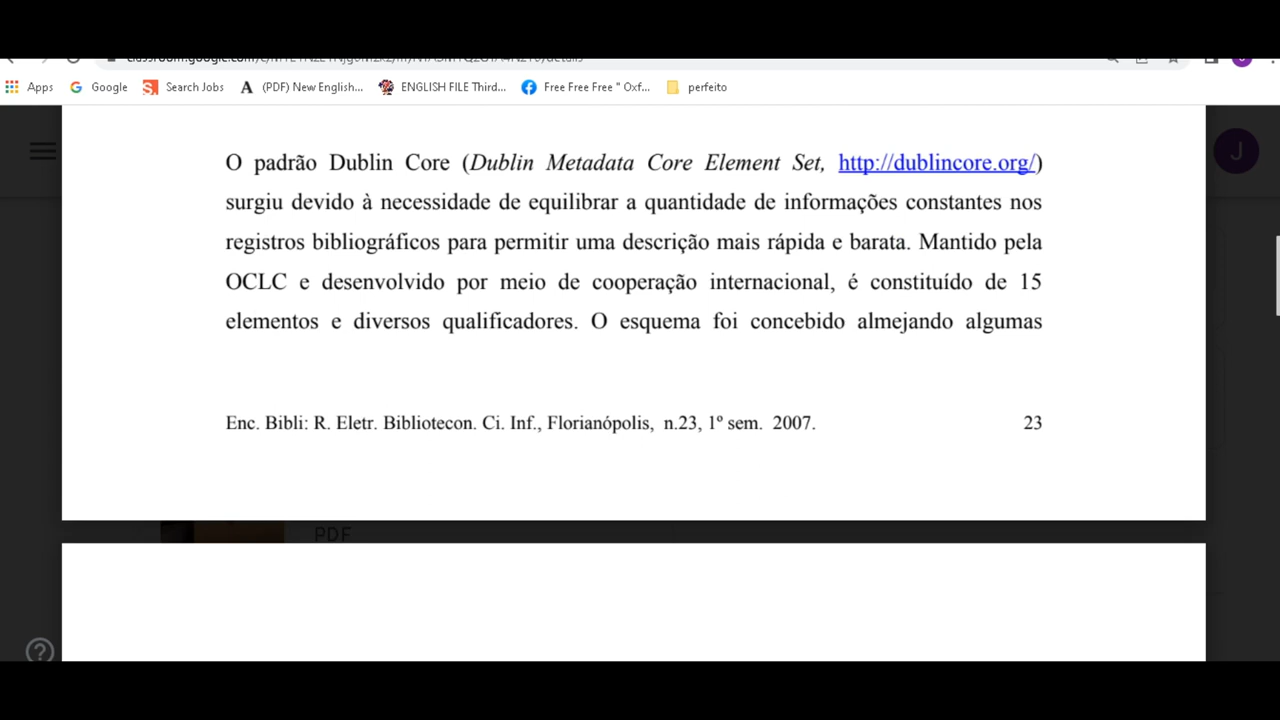 Apps
Google
Search Jobs
(PDF) New English...
ENGLISH FILE Third...
Free Free Free " Oxf...
perfeito
J
O padrão Dublin Core (Dublin Metadata Core Element Set, http://dublincore.org/)
surgiu devido à necessidade de equilibrar a quantidade de informações constantes nos
registros bibliográficos para permitir uma descrição mais rápida e barata. Mantido pela
OCLC e desenvolvido por meio de cooperação internacional, é constituído de 15
elementos e diversos qualificadores. O esquema foi concebido almejando algumas
Enc. Bibli: R. Eletr. Bibliotecon. Ci. Inf., Florianópolis, n.23, 1º sem. 2007. 23
PDF